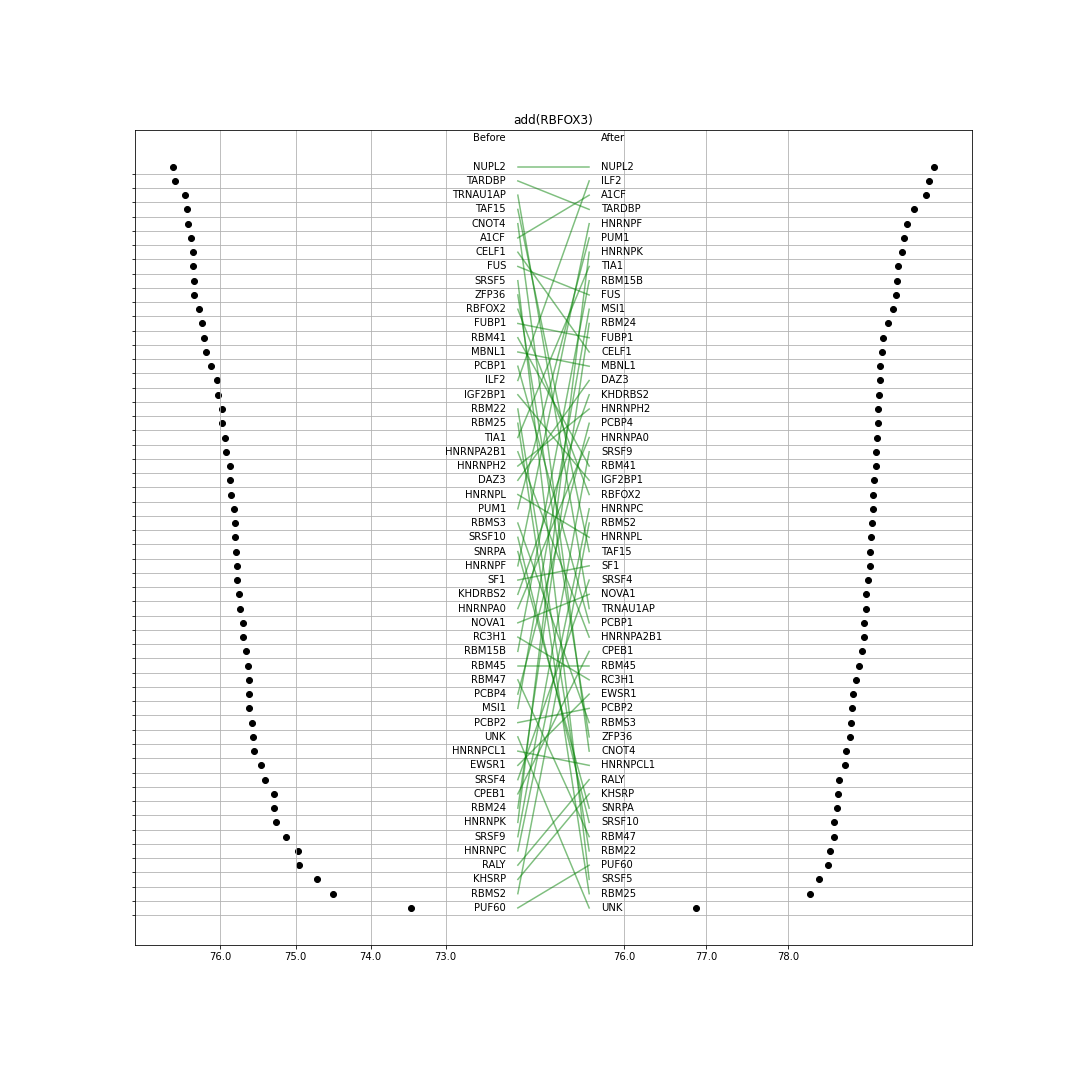 add(RBFOX3)
Before After
NUPL2 NUPL2
TARDBP ILF2
TRNAU1AP A1CF
TAF15 TARDBP
CNOT4 HNRNPF
A1CF PUM1
CELF1 HNRNPK
FUS TIA1
SRSF5 RBM15B
ZFP36 FUS
RBFOX2 MSI1
FUBP1 RBM24
RBM41 FUBP1
MBNL1 CELF1
PCBP1 MBNL1
ILF2 DAZ3
IGF2BP1 KHDRBS2
RBM22 HNRNPH2
RBM25 PCBP4
TIA1 HNRNPA0
HNRNPA2B1 SRSF9
HNRNPH2 RBM41
DAZ3 IGF2BP1
HNRNPL RBFOX2
PUM1 HNRNPC
RBMS3 RBMS2
SRSF10 HNRNPL
SNRPA TAF15
HNRNPF SF1
SF1 SRSF4
KHDRBS2 NOVA1
HNRNPA0 TRNAU1AP
NOVA1 PCBP1
RC3H1 HNRNPA2B1
RBM15B CPEB1
RBM45 RBM45
RBM47 RC3H1
PCBP4 EWSR1
MSI1 PCBP2
PCBP2 RBMS3
UNK ZFP36
HNRNPCL1 CNOT4
EWSR1 HNRNPCL1
SRSF4 RALY
CPEB1 KHSRP
RBM24 SNRPA
HNRNPK SRSF10
SRSF9 RBM47
HNRNPC RBM22
RALY PUF60
KHSRP SRSF5
RBMS2 RBM25
PUF60 UNK
76.0 75.0 74.0 73.0 76.0 77.0 78.0